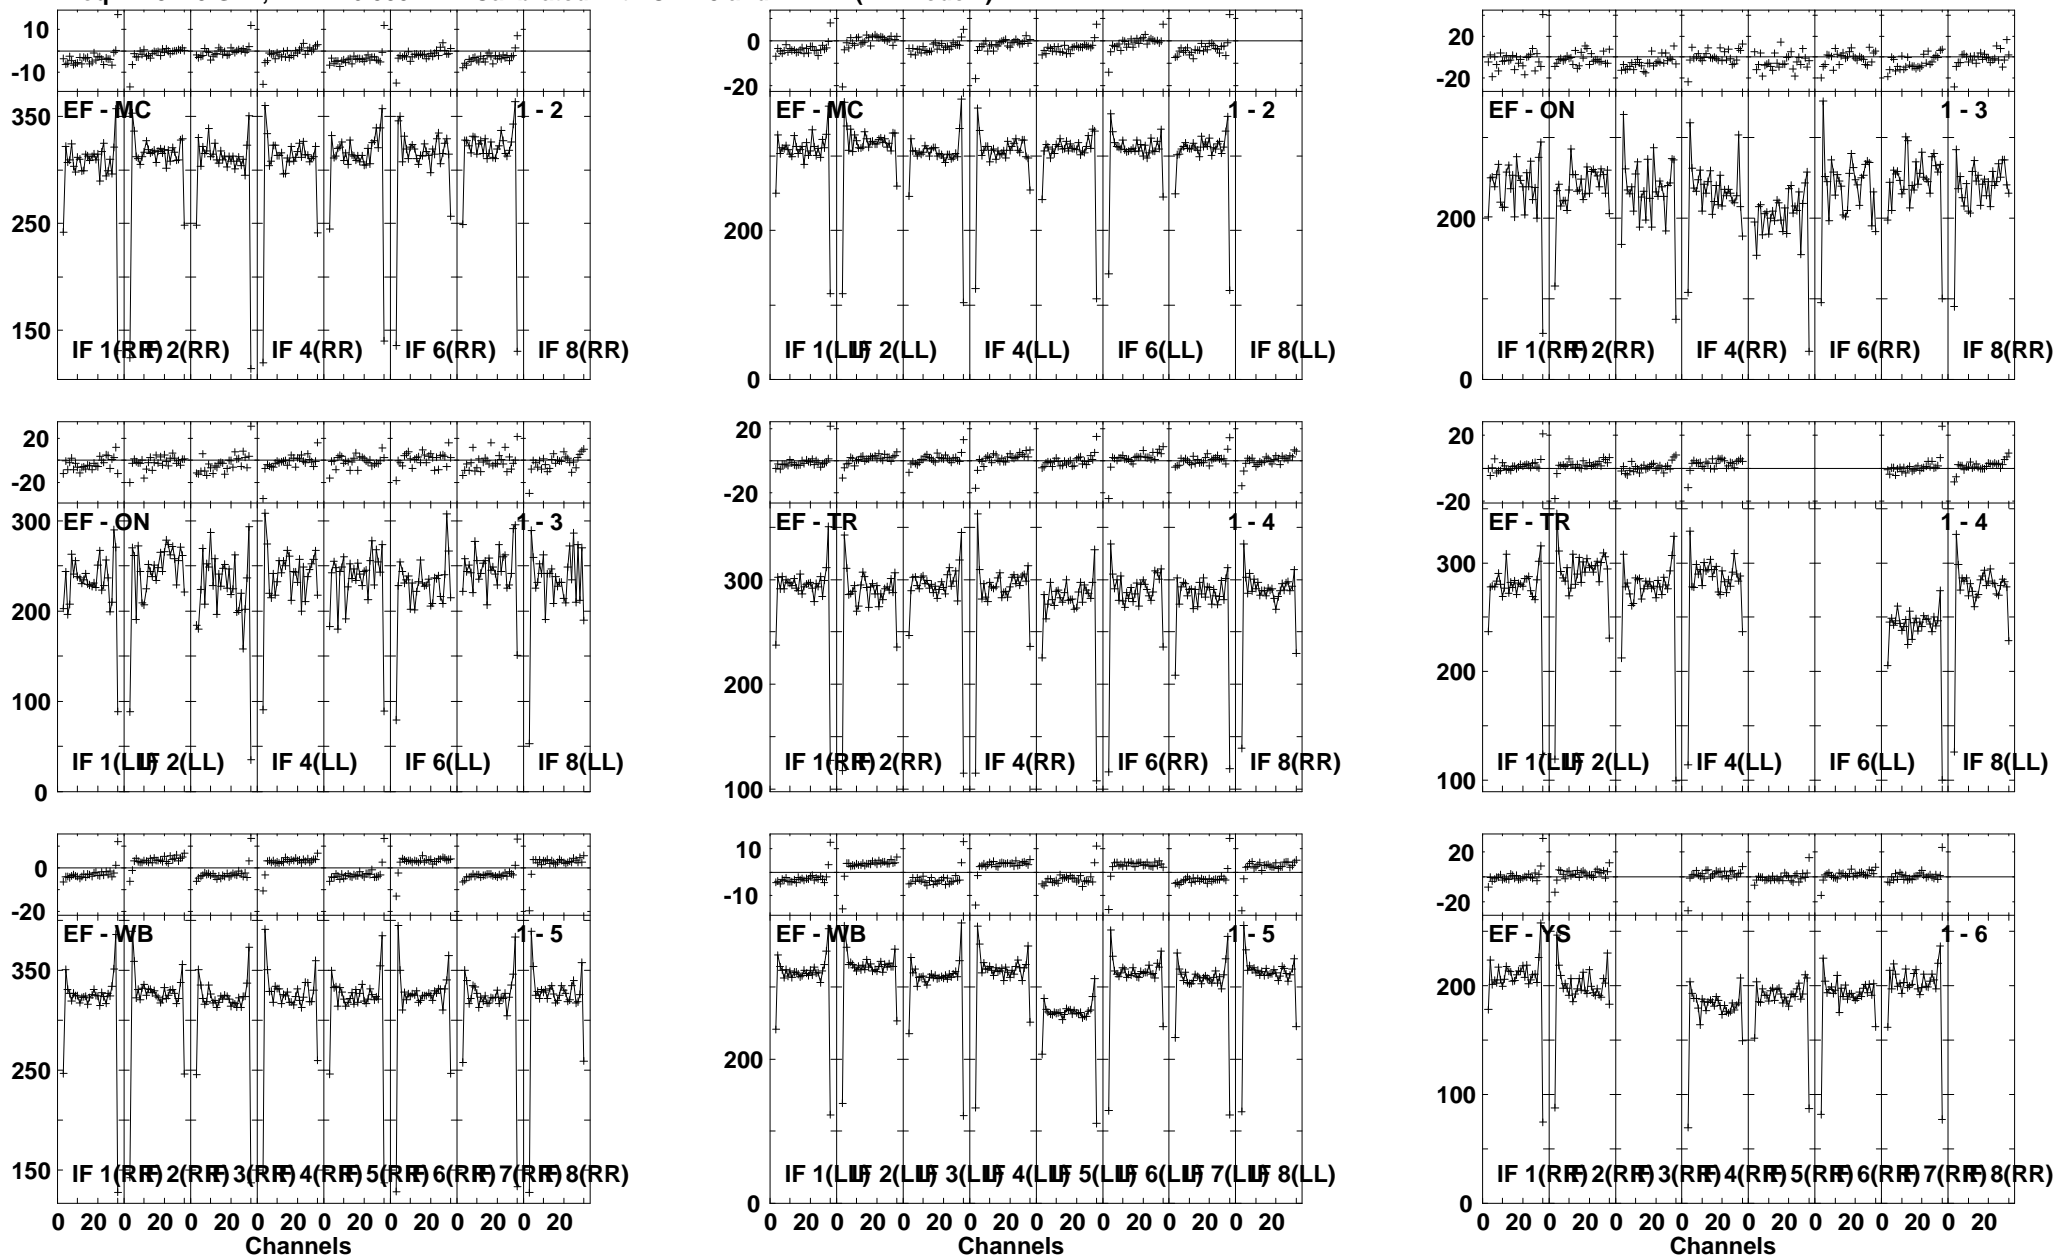 10
-10
350
250
150
EF - MC
1 - 2
IF 1(RR) IF 2(RR) IF 4(RR) IF 6(RR) IF 8(RR)
0
-20
200
0
EF - MC
1 - 2
IF 1(LL) IF 2(LL) IF 4(LL) IF 6(LL) IF 8(LL)
20
-20
200
0
EF - ON
1 - 3
IF 1(RR) IF 2(RR) IF 4(RR) IF 6(RR) IF 8(RR)
20
-20
300
200
100
0
EF - ON
1 - 3
IF 1(LL) IF 2(LL) IF 4(LL) IF 6(LL) IF 8(LL)
20
-20
300
200
100
EF - TR
1 - 4
IF 1(RR) IF 2(RR) IF 4(RR) IF 6(RR) IF 8(RR)
20
-20
300
200
100
EF - TR
1 - 4
IF 1(LL) IF 2(LL) IF 4(LL) IF 6(LL) IF 8(LL)
0
-20
350
250
150
EF - WB
1 - 5
IF 1(RR) IF 2(RR) IF 3(RR) IF 4(RR) IF 5(RR) IF 6(RR) IF 7(RR) IF 8(RR)
0 20 0 20 0 20 0 20 0 20 0 20 0 20 0 20
Channels
10
-10
200
0
EF - WB
1 - 5
IF 1(LL) IF 2(LL) IF 3(LL) IF 4(LL) IF 5(LL) IF 6(LL) IF 7(LL) IF 8(LL)
0 20 0 20 0 20 0 20 0 20 0 20 0 20 0 20
Channels
20
-20
200
100
0
EF - YS
1 - 6
IF 1(RR) IF 2(RR) IF 3(RR) IF 4(RR) IF 5(RR) IF 6(RR) IF 7(RR) IF 8(RR)
0 20 0 20 0 20 0 20 0 20 0 20 0 20 0 20
Channels